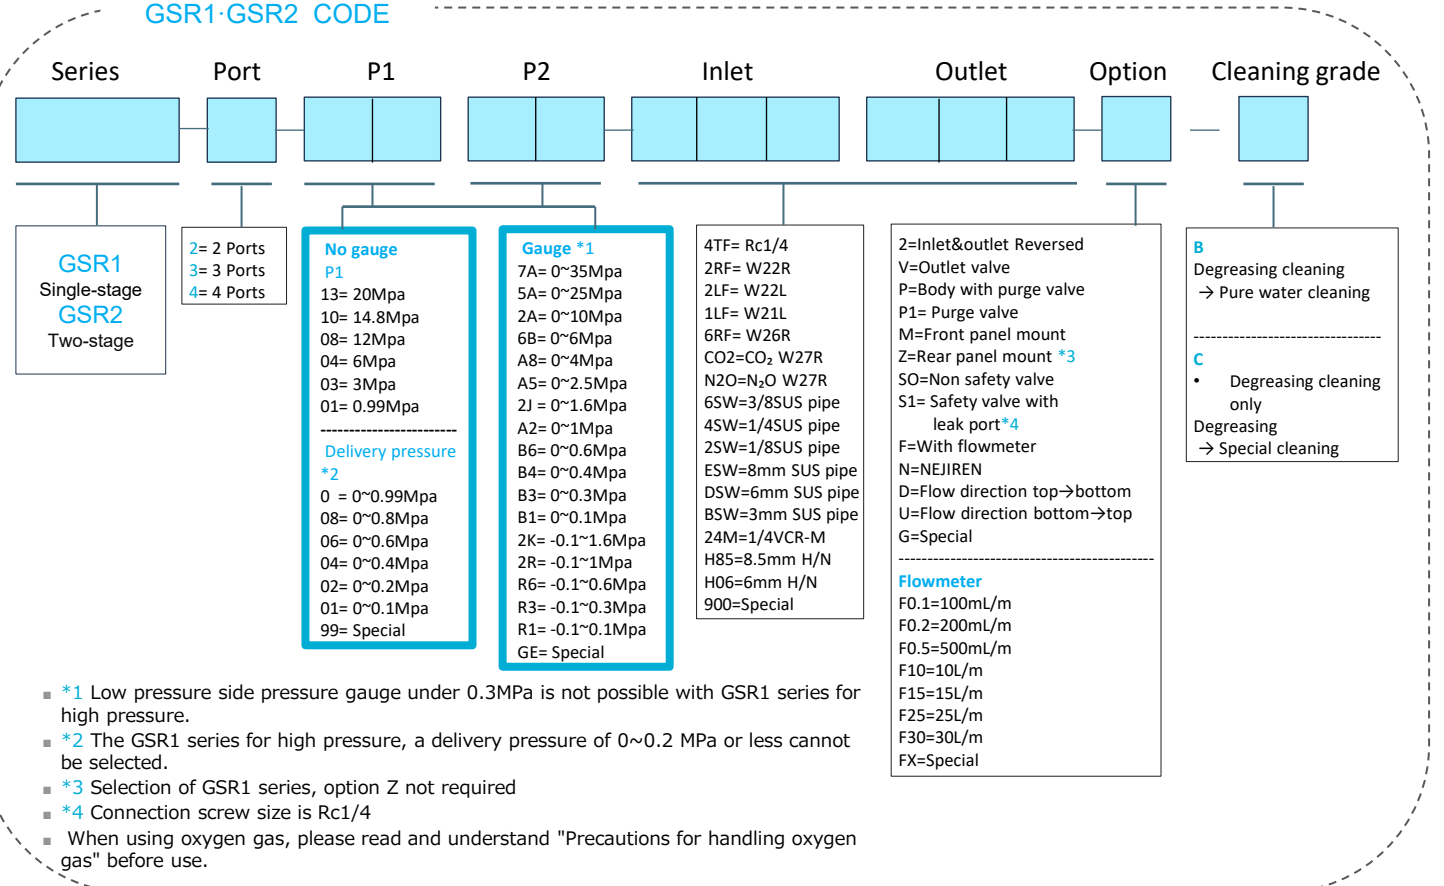 GSR1·GSR2 CODE
Series Port P1 P2 Inlet Outlet Option Cleaning grade
GSR1
Single-stage
GSR2
Two-stage
2= 2 Ports
3= 3 Ports
4= 4 Ports
No gauge
P1
13= 20Mpa
10= 14.8Mpa
08= 12Mpa
04= 6Mpa
03= 3Mpa
01= 0.99Mpa
------------------------
Delivery pressure
*2
0 = 0~0.99Mpa
08= 0~0.8Mpa
06= 0~0.6Mpa
04= 0~0.4Mpa
02= 0~0.2Mpa
01= 0~0.1Mpa
99= Special
Gauge *1
7A= 0~35Mpa
5A= 0~25Mpa
2A= 0~10Mpa
6B= 0~6Mpa
A8= 0~4Mpa
A5= 0~2.5Mpa
2J = 0~1.6Mpa
A2= 0~1Mpa
B6= 0~0.6Mpa
B4= 0~0.4Mpa
B3= 0~0.3Mpa
B1= 0~0.1Mpa
2K= -0.1~1.6Mpa
2R= -0.1~1Mpa
R6= -0.1~0.6Mpa
R3= -0.1~0.3Mpa
R1= -0.1~0.1Mpa
GE= Special
4TF= Rc1/4
2RF= W22R
2LF= W22L
1LF= W21L
6RF= W26R
CO2=CO₂ W27R
N2O=N₂O W27R
6SW=3/8SUS pipe
4SW=1/4SUS pipe
2SW=1/8SUS pipe
ESW=8mm SUS pipe
DSW=6mm SUS pipe
BSW=3mm SUS pipe
24M=1/4VCR-M
H85=8.5mm H/N
H06=6mm H/N
900=Special
2=Inlet&outlet Reversed
V=Outlet valve
P=Body with purge valve
P1= Purge valve
M=Front panel mount
Z=Rear panel mount *3
SO=Non safety valve
S1= Safety valve with
leak port*4
F=With flowmeter
N=NEJIREN
D=Flow direction top→bottom
U=Flow direction bottom→top
G=Special
---------------------------------------------
Flowmeter
F0.1=100mL/m
F0.2=200mL/m
F0.5=500mL/m
F10=10L/m
F15=15L/m
F25=25L/m
F30=30L/m
FX=Special
B
Degreasing cleaning
→ Pure water cleaning
---------------------------------
C
• Degreasing cleaning
only
Degreasing
→ Special cleaning
▪ *1 Low pressure side pressure gauge under 0.3MPa is not possible with GSR1 series for
high pressure.
▪ *2 The GSR1 series for high pressure, a delivery pressure of 0~0.2 MPa or less cannot
be selected.
▪ *3 Selection of GSR1 series, option Z not required
▪ *4 Connection screw size is Rc1/4
▪ When using oxygen gas, please read and understand "Precautions for handling oxygen
gas" before use.